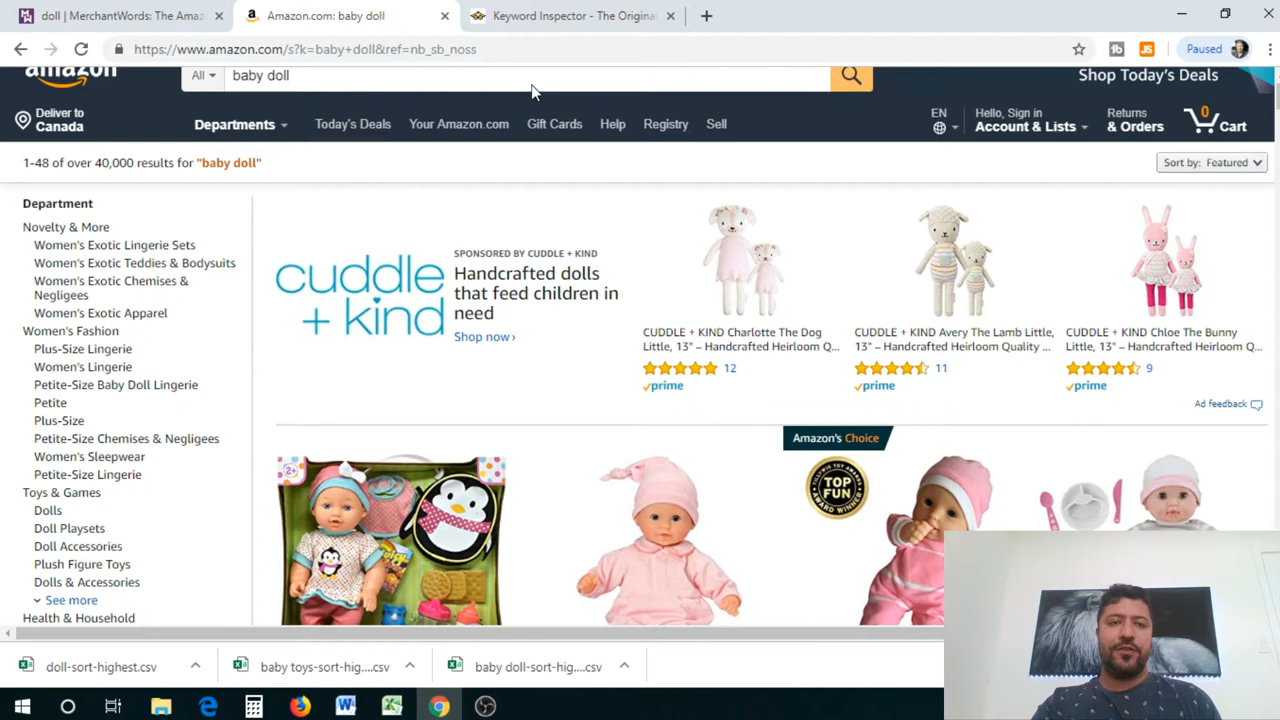 doll | MerchantWords: The Amaz
Amazon.com: baby doll
Keyword Inspector - The Original
https://www.amazon.com/s?k=baby+doll&ref=nb_sb_noss
Paused
amazon
All
baby doll
Shop Today's Deals
Deliver to
Canada
Departments
Today's Deals
Your Amazon.com
Gift Cards
Help
Registry
Sell
EN
Hello, Sign in
Account & Lists
Returns
& Orders
0
Cart
1-48 of over 40,000 results for "baby doll"
Sort by: Featured
Department
Novelty & More
Women's Exotic Lingerie Sets
Women's Exotic Teddies & Bodysuits
Women's Exotic Chemises &
Negligees
Women's Exotic Apparel
Women's Fashion
Plus-Size Lingerie
Women's Lingerie
Petite-Size Baby Doll Lingerie
Petite
Plus-Size
Petite-Size Chemises & Negligees
Women's Sleepwear
Petite-Size Lingerie
Toys & Games
Dolls
Doll Playsets
Doll Accessories
Plush Figure Toys
Dolls & Accessories
See more
Health & Household
cuddle
+ kind
SPONSORED BY CUDDLE + KIND
Handcrafted dolls
that feed children in
need
Shop now ›
CUDDLE + KIND Charlotte The Dog
Little, 13" – Handcrafted Heirloom Q...
12
prime
CUDDLE + KIND Avery The Lamb Little,
13" – Handcrafted Heirloom Quality ...
11
prime
CUDDLE + KIND Chloe The Bunny
Little, 13" – Handcrafted Heirloom Q...
9
prime
Ad feedback
Amazon's Choice
2+
TOP
FUN
doll-sort-highest.csv
baby toys-sort-hig....csv
baby doll-sort-hig....csv